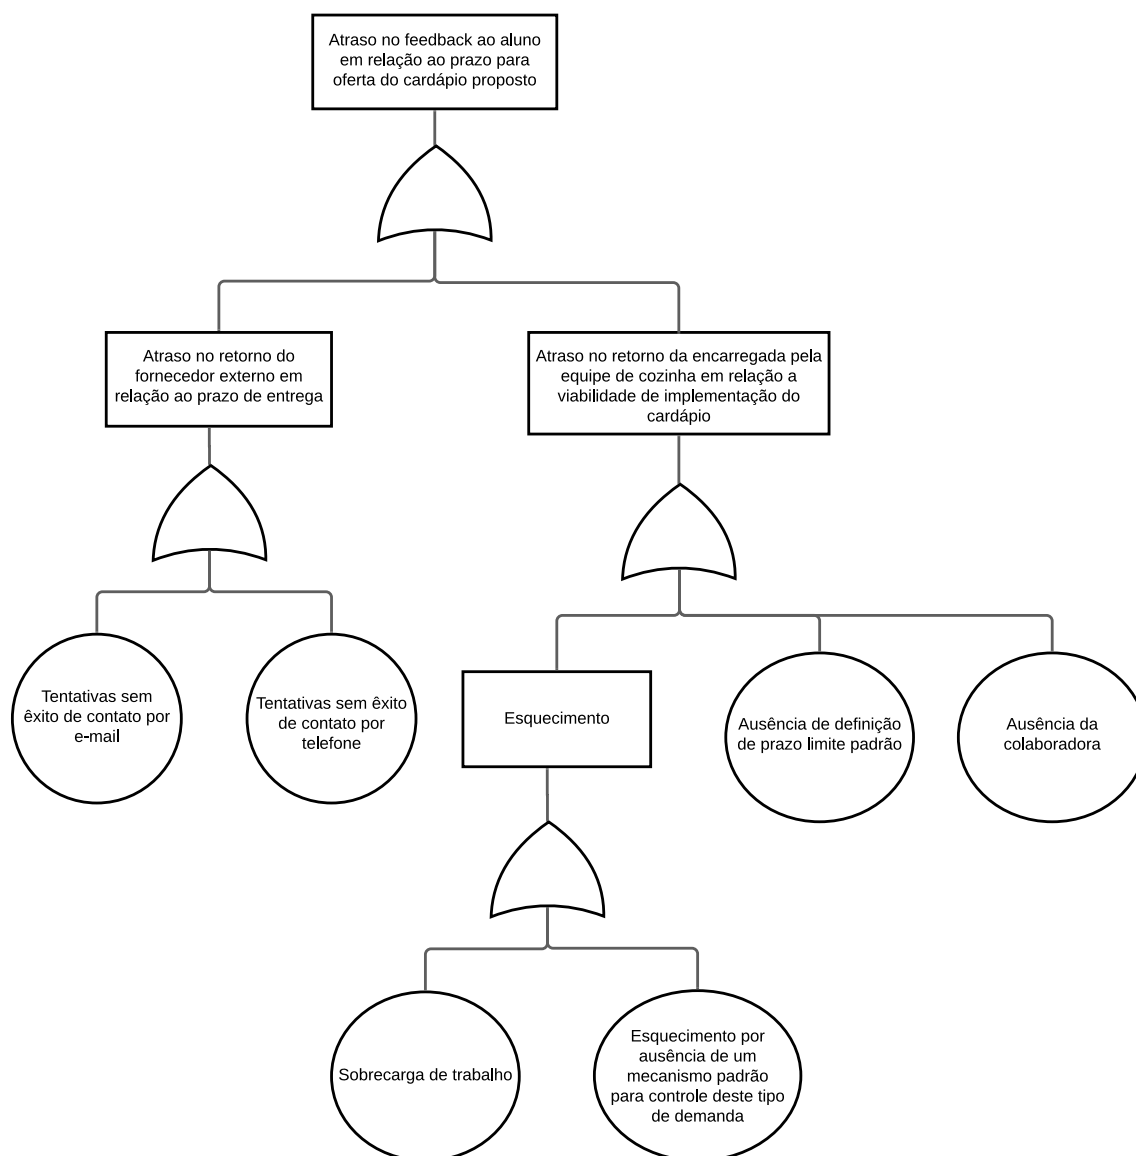 Atraso no feedback ao aluno
em relação ao prazo para
oferta do cardápio proposto
Atraso no retorno do
fornecedor externo em
relação ao prazo de entrega
Atraso no retorno da encarregada pela
equipe de cozinha em relação a
viabilidade de implementação do
cardápio
Tentativas sem
êxito de contato por
e-mail
Tentativas sem êxito
de contato por
telefone
Esquecimento
Ausência de definição
de prazo limite padrão
Ausência da
colaboradora
Sobrecarga de trabalho
Esquecimento por
ausência de um
mecanismo padrão
para controle deste tipo
de demanda